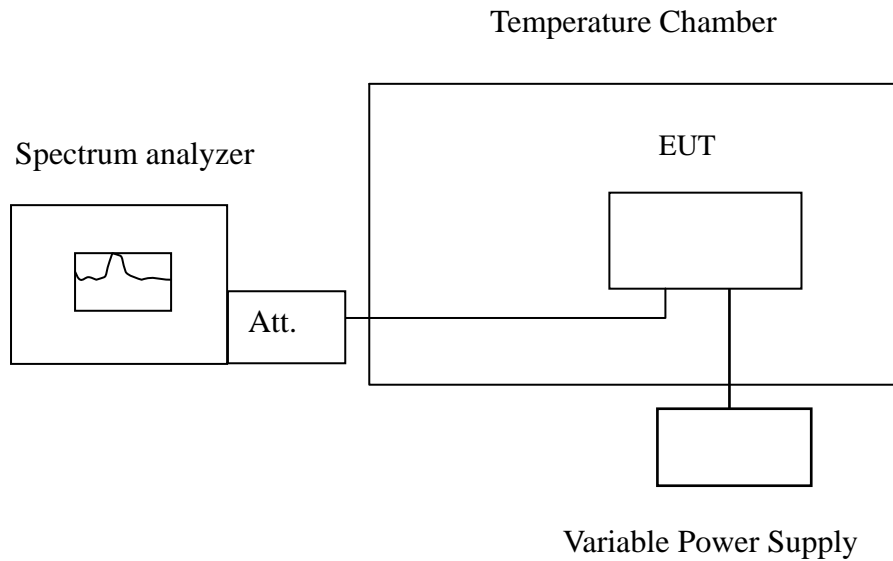 Temperature Chamber
Spectrum analyzer
EUT
Att.
Variable Power Supply